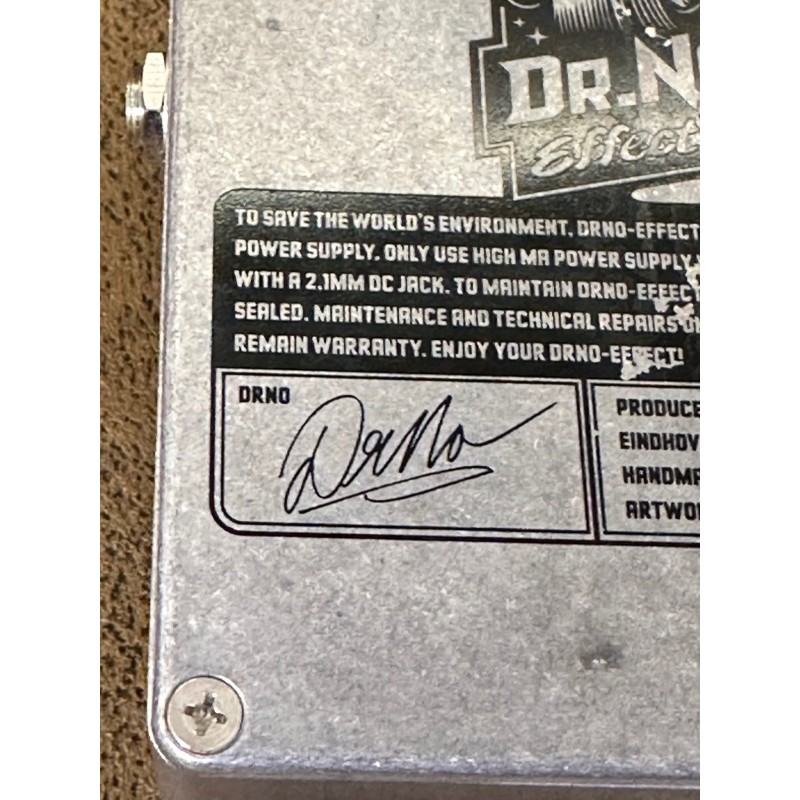 DR.No
Effect
TO SAVE THE WORLD'S ENVIRONMENT, DRNO-EFFECT
POWER SUPPLY. ONLY USE HIGH MA POWER SUPPLY
WITH A 2.1MM DC JACK. TO MAINTAIN DRNO-EFFECT
SEALED. MAINTENANCE AND TECHNICAL REPAIRS
REMAIN WARRANTY. ENJOY YOUR DRNO-EFFECT!
DRNO
DrNo
PRODUCE
EINDHOV
HANDMA
ARTWO